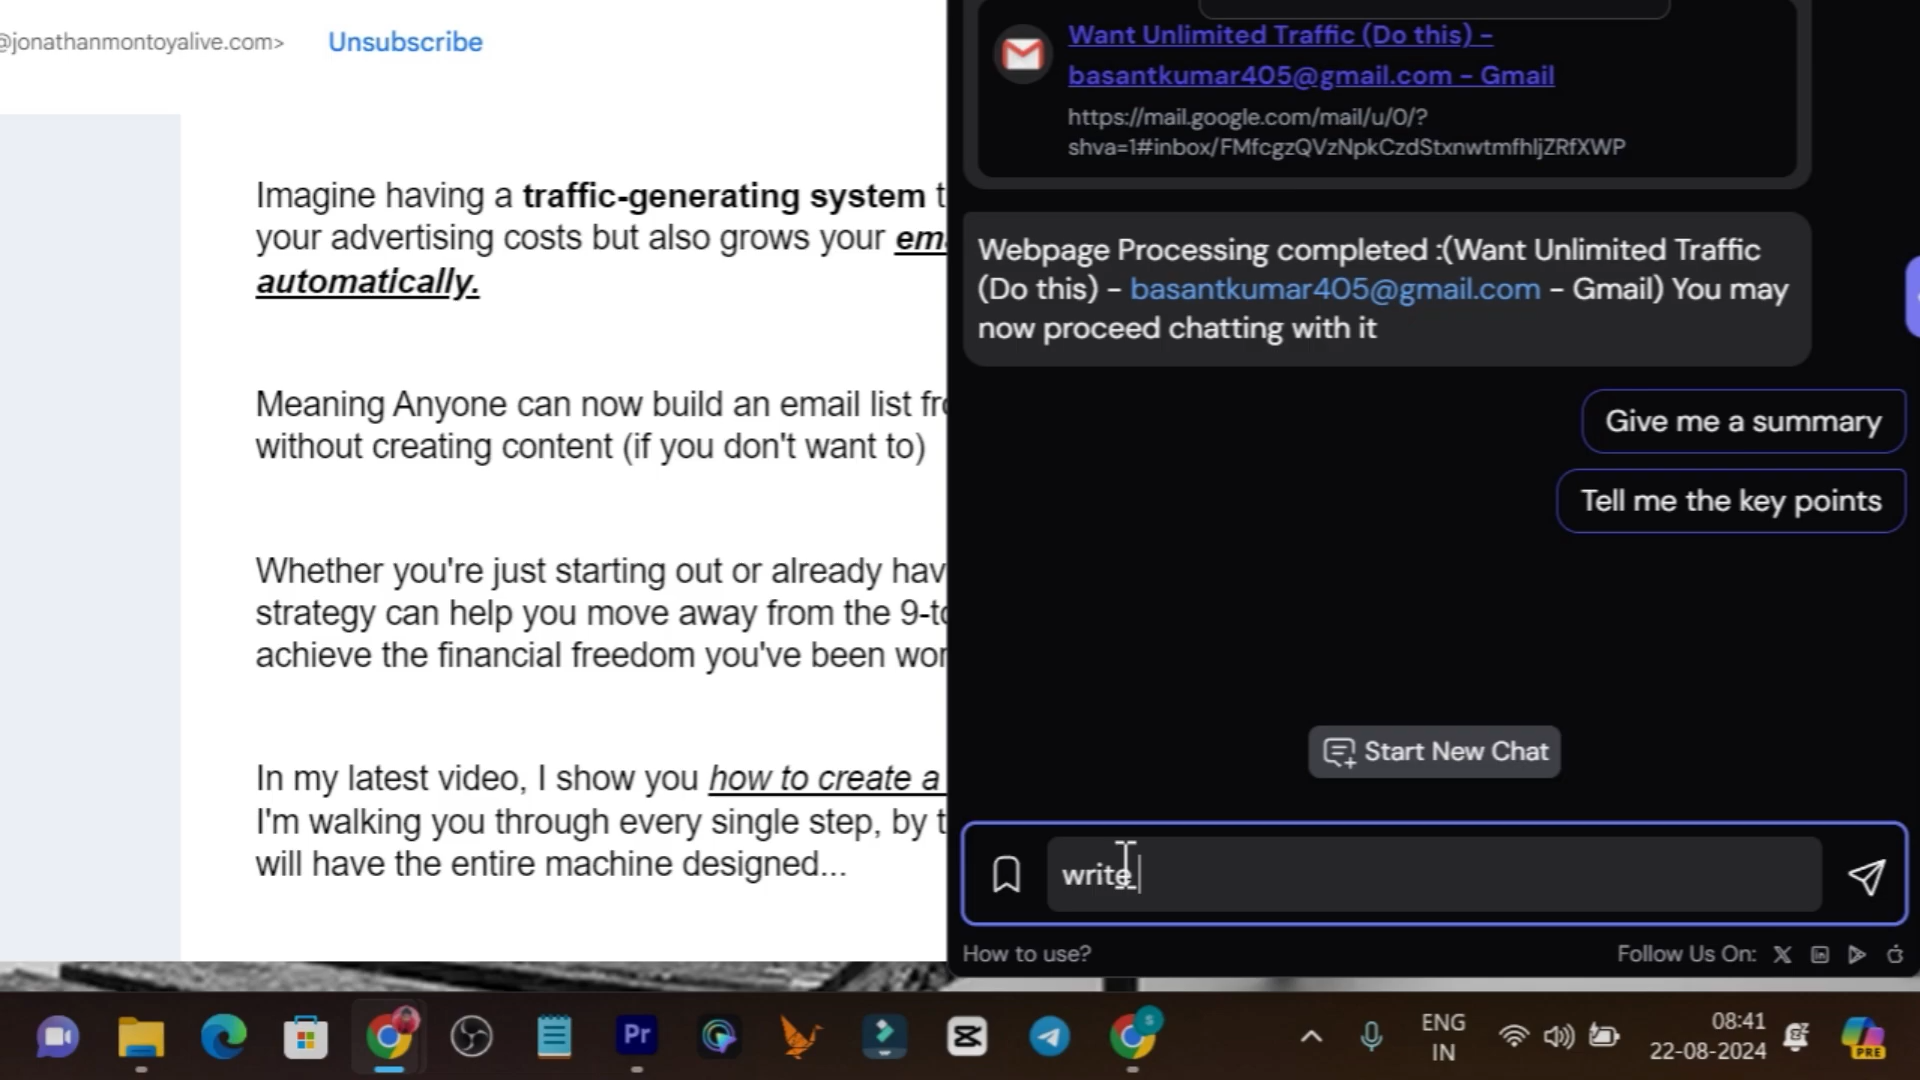 @jonathanmontoyalive.com> Unsubscribe
Imagine having a traffic-generating system t
your advertising costs but also grows your ema
automatically.
Meaning Anyone can now build an email list fro
without creating content (if you don't want to)
Whether you're just starting out or already hav
strategy can help you move away from the 9-to
achieve the financial freedom you've been wor
In my latest video, I show you how to create a
I'm walking you through every single step, by t
will have the entire machine designed...
Want Unlimited Traffic (Do this) -
basantkumar405@gmail.com - Gmail
https://mail.google.com/mail/u/0/?
shva=1#inbox/FMfcgzQVzNpkCzdStxnwtmfhljZRfXWP
Webpage Processing completed :(Want Unlimited Traffic
(Do this) - basantkumar405@gmail.com - Gmail) You may
now proceed chatting with it
Give me a summary
Tell me the key points
Start New Chat
write
How to use?
Follow Us On:
Pr
ENG
IN
08:41
22-08-2024
PRE